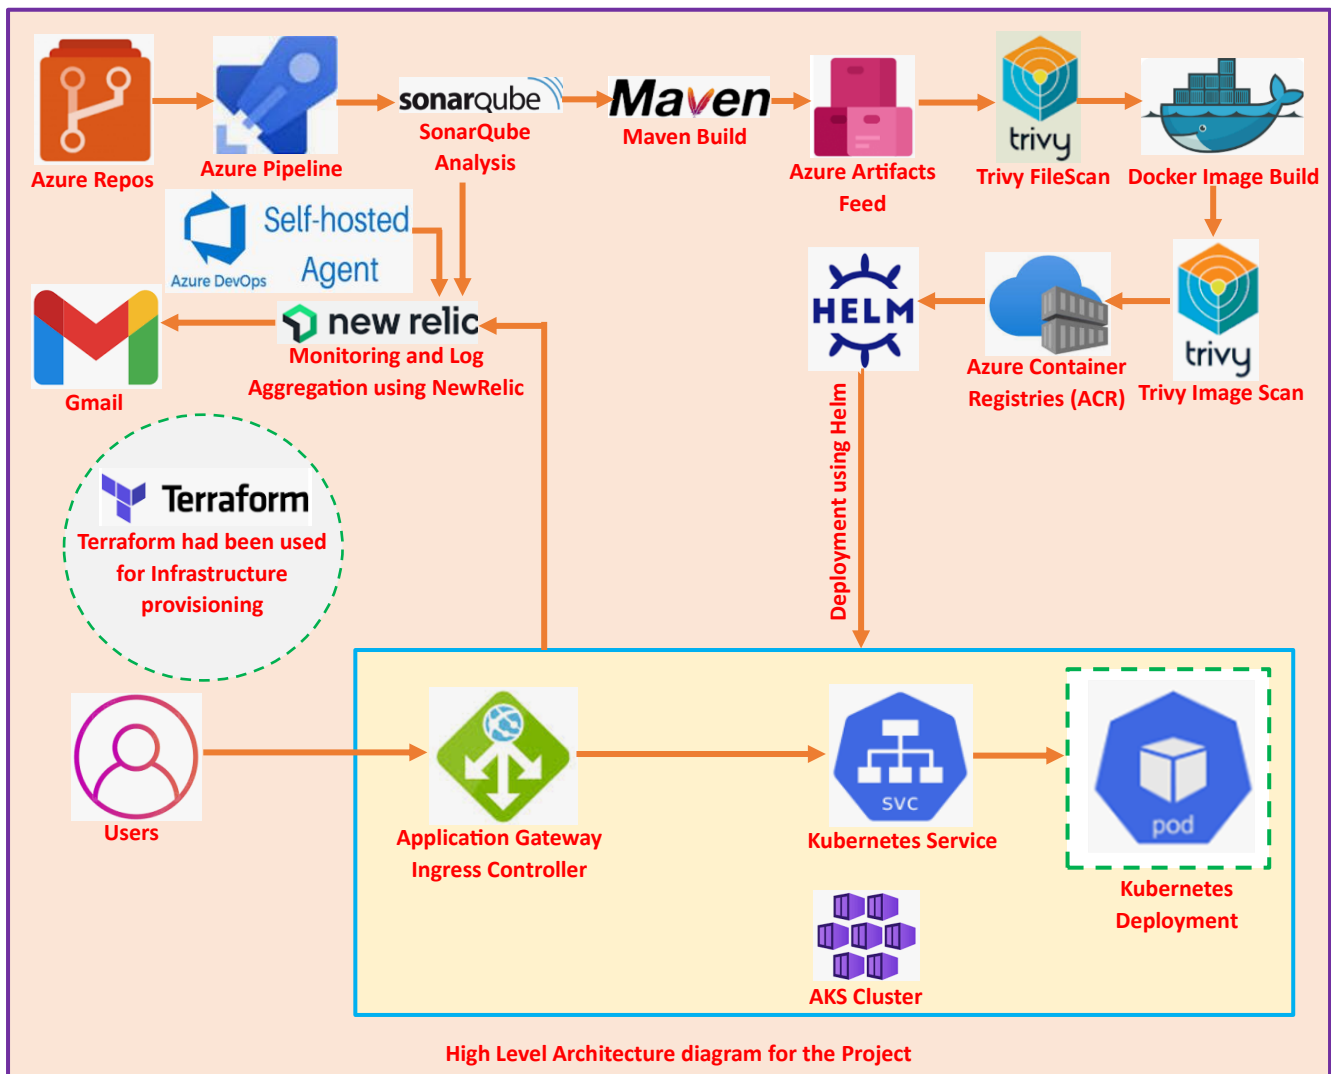 sonarqube
Maven
trivy
Azure Repos
Azure Pipeline
SonarQube
Analysis
Maven Build
Azure Artifacts
Feed
Trivy FileScan
Docker Image Build
Self-hosted
Agent
Azure DevOps
new relic
Monitoring and Log
Aggregation using NewRelic
Gmail
HELM
Azure Container
Registries (ACR)
trivy
Trivy Image Scan
Deployment using Helm
Terraform
Terraform had been used
for Infrastructure
provisioning
Users
Application Gateway
Ingress Controller
svc
Kubernetes Service
pod
Kubernetes
Deployment
AKS Cluster
High Level Architecture diagram for the Project